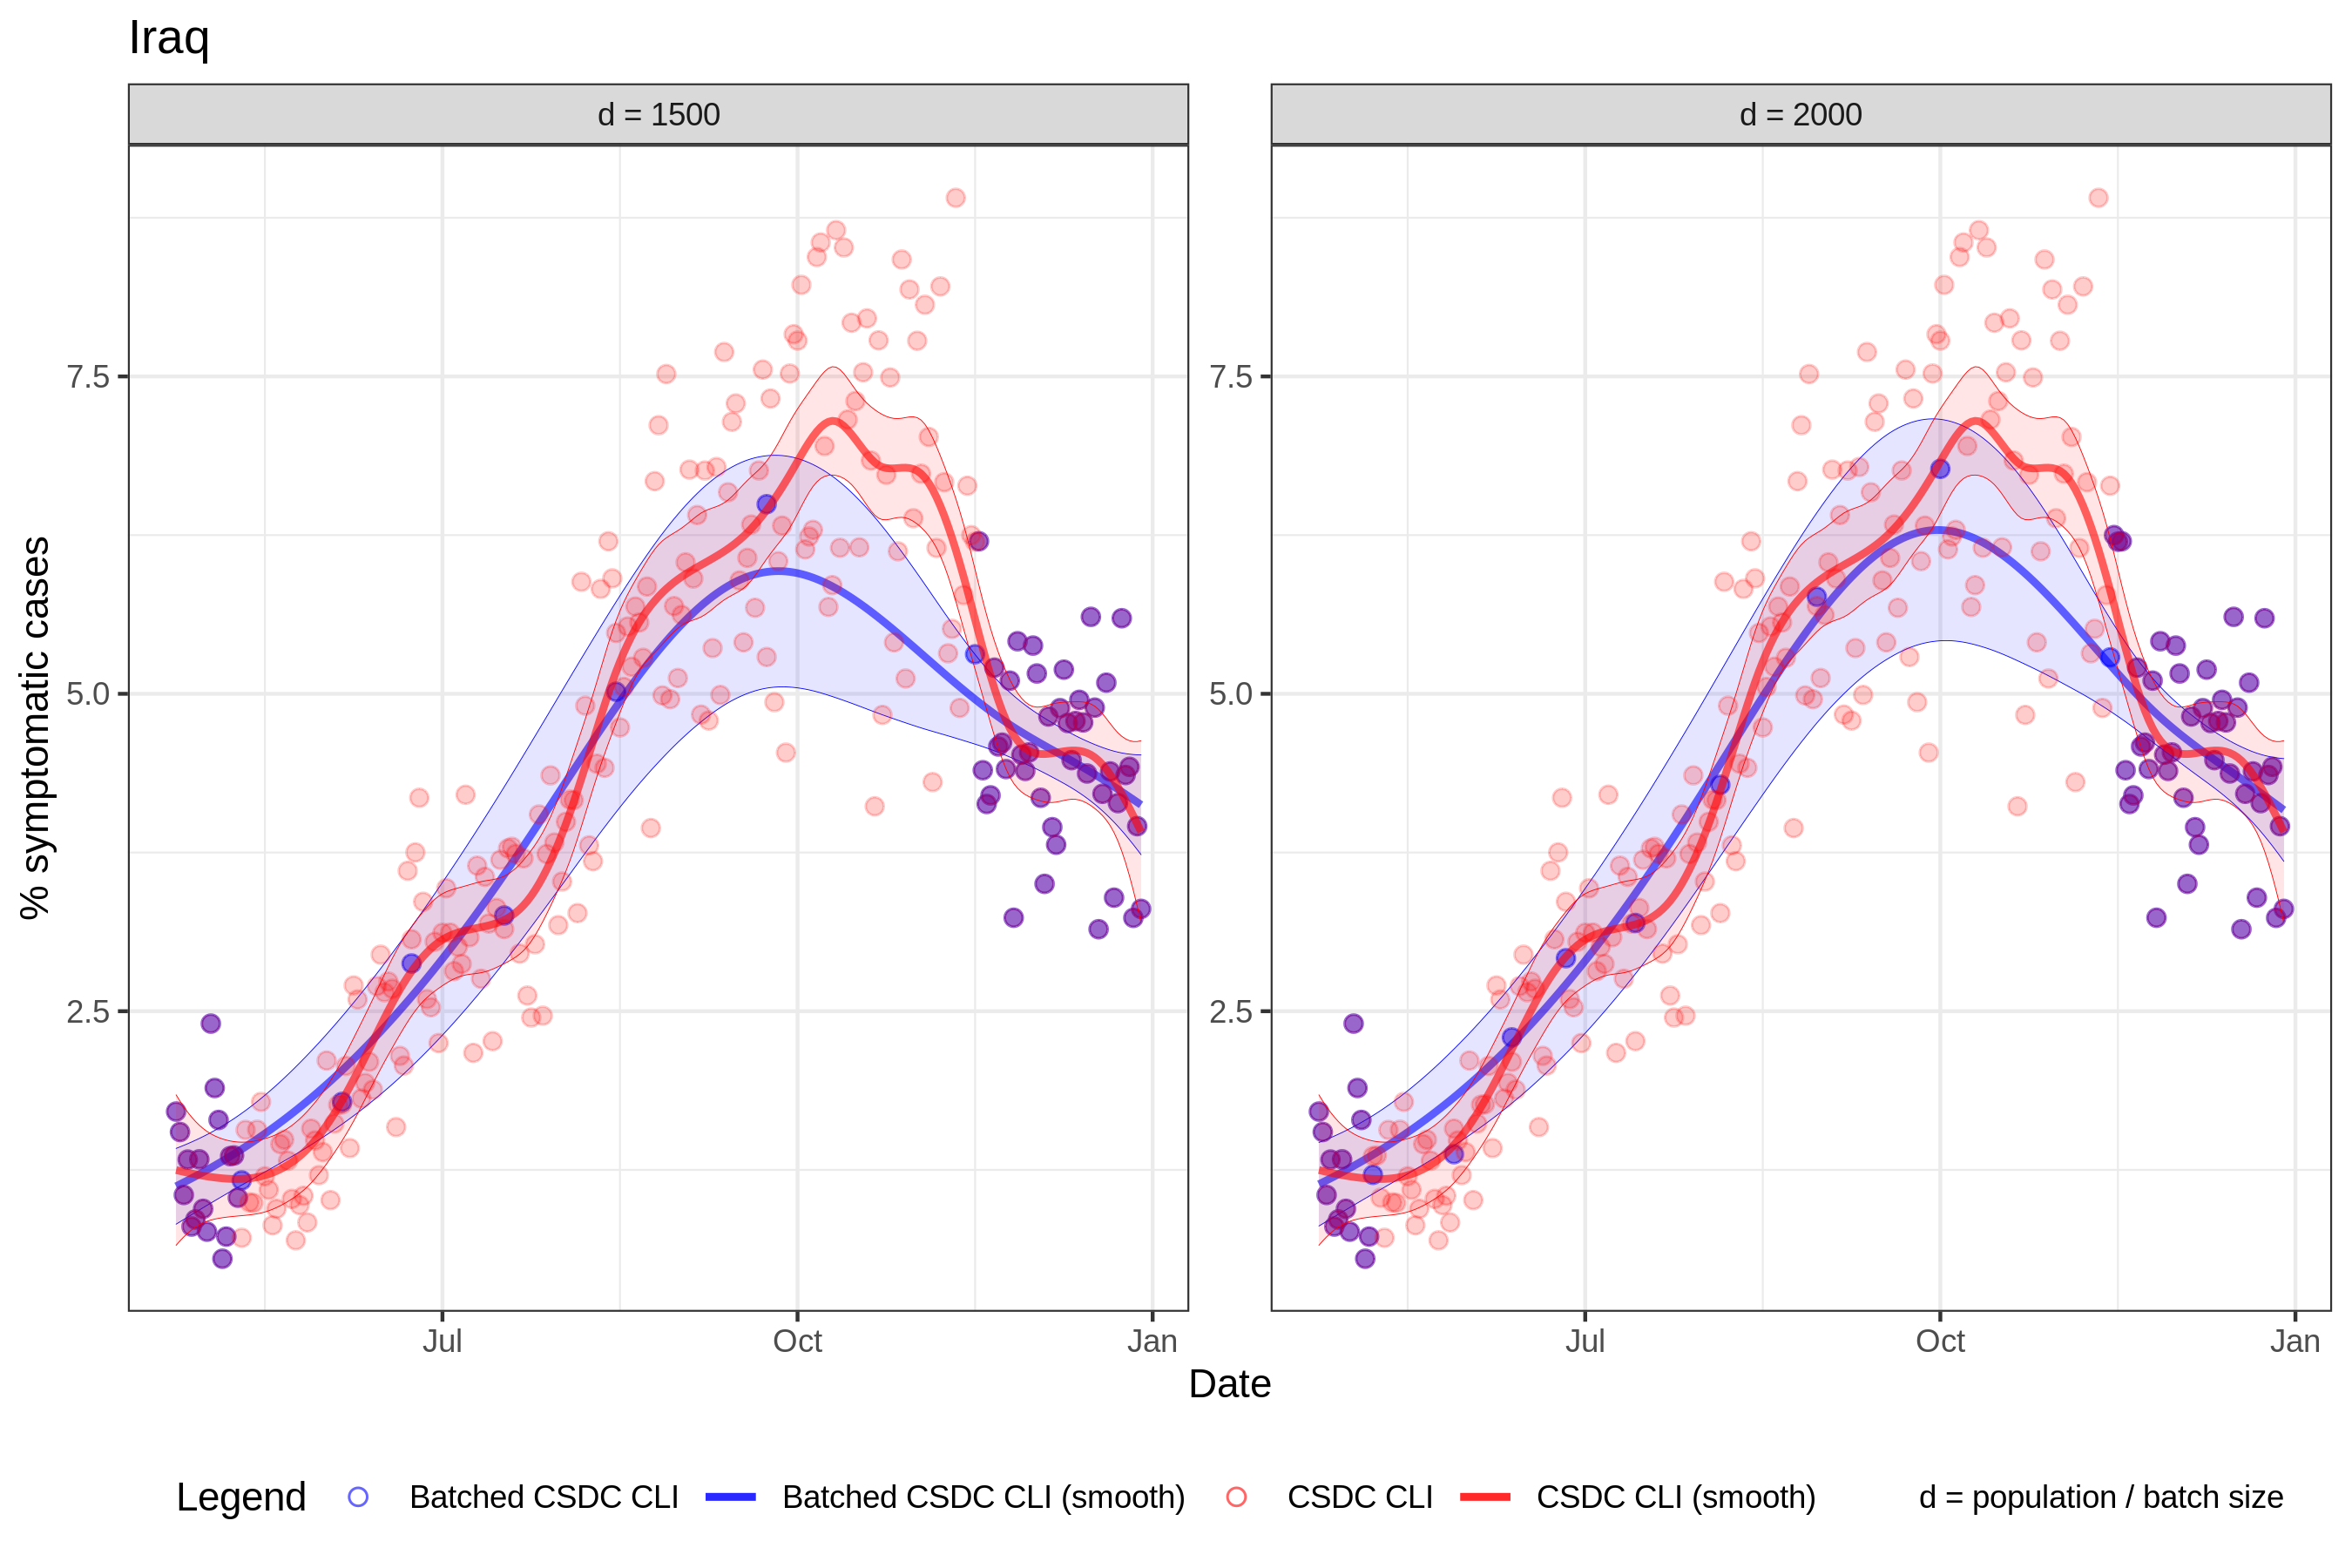 Iraq
d = 1500
d = 2000
% symptomatic cases
7.5
5.0
2.5
7.5
5.0
2.5
Jul
Oct
Jan
Jul
Oct
Jan
Date
Legend
Batched CSDC CLI
Batched CSDC CLI (smooth)
CSDC CLI
CSDC CLI (smooth)
d = population / batch size